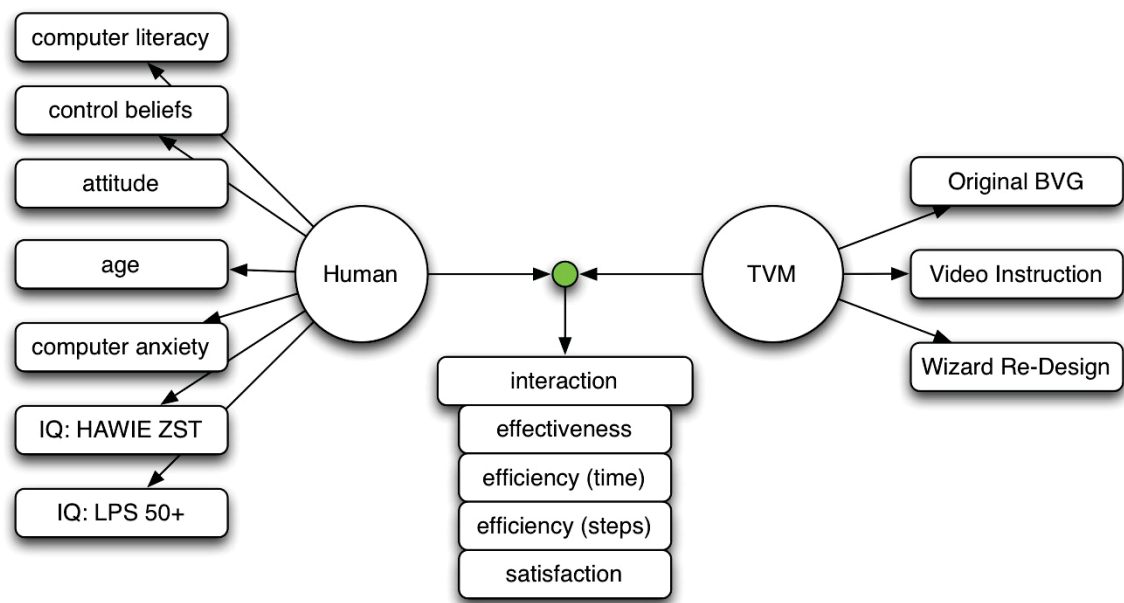 computer literacy
control beliefs
attitude
age
computer anxiety
IQ: HAWIE ZST
IQ: LPS 50+
Human
TVM
Original BVG
Video Instruction
Wizard Re-Design
interaction
effectiveness
efficiency (time)
efficiency (steps)
satisfaction